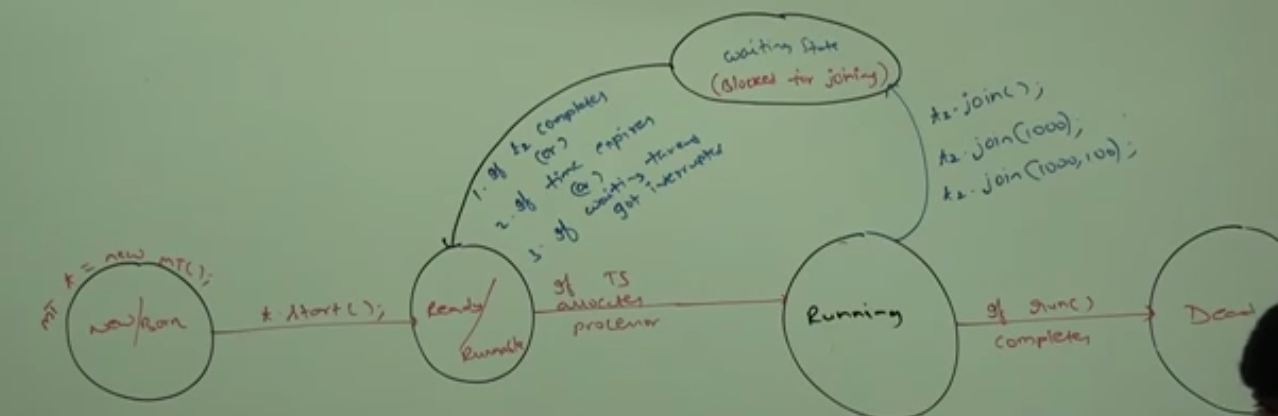 waiting state
(Blocked for joining)
t2.join();
t2.join(1000);
t2.join(1000,100);
1. If t2 completes
(or)
2. If time expires
(or)
3. If waiting thread
got interrupted
MT t = new MT();
New/Born
t.start();
Ready/
Runnable
If TS
allocates
processor
Running
If run()
completes
Dead